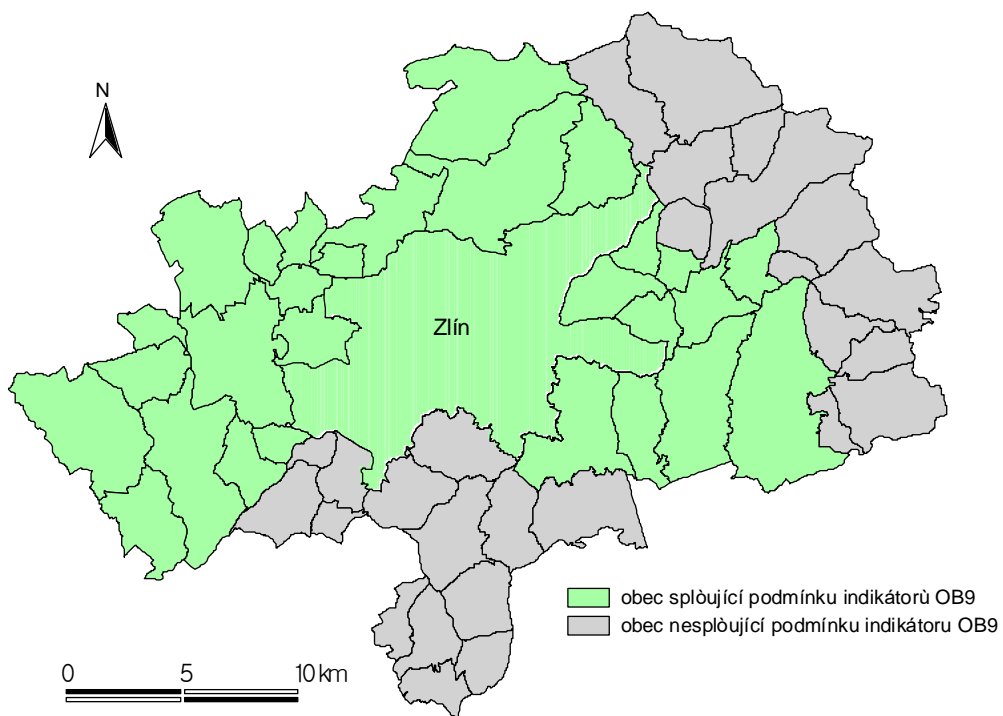 N
Zlín
obec splòující podmínku indikátorù OB9
obec nesplòující podmínku indikátoru OB9
0 5 10 km